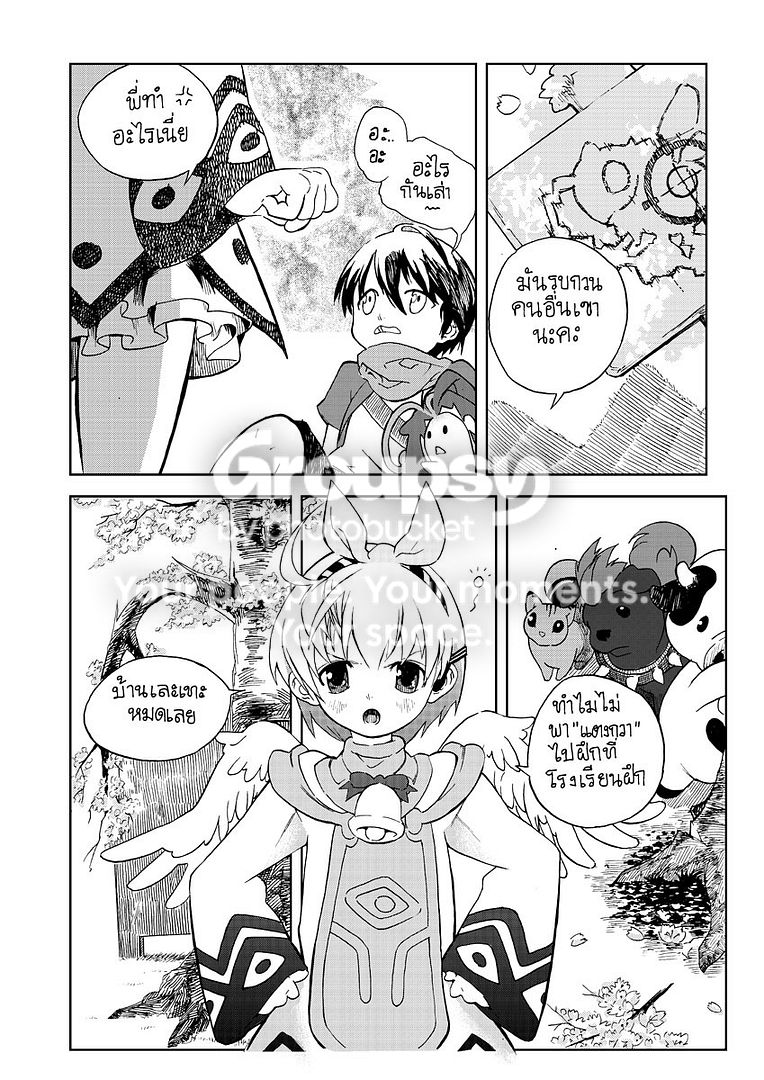 พี่ทำ
อะไรเนี่ย
อะ..
อะ
อะไร
กันเล่า
มันรบกวน
คนอื่นเขา
นะคะ
Groupsy
by photobucket
Your people. Your moments.
Your space.
บ้านเละเทะ
หมดเลย
ทำไมไม่
พา "แตงกวา"
ไปฝึกที่
โรงเรียนฝึก